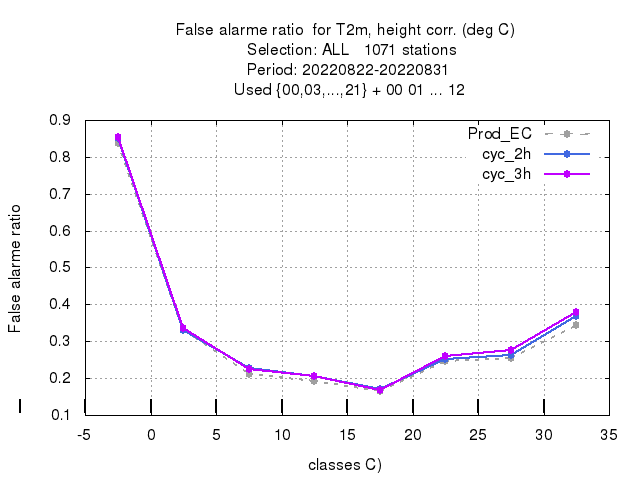 False alarme ratio  for T2m, height corr. (deg C)
Selection: ALL   1071 stations
Period: 20220822-20220831
Used {00,03,...,21} + 00 01 ... 12
Prod_EC
cyc_2h
cyc_3h
False alarme ratio
0.9
0.8
0.7
0.6
0.5
0.4
0.3
0.2
0.1
-5 0 5 10 15 20 25 30 35
classes C)